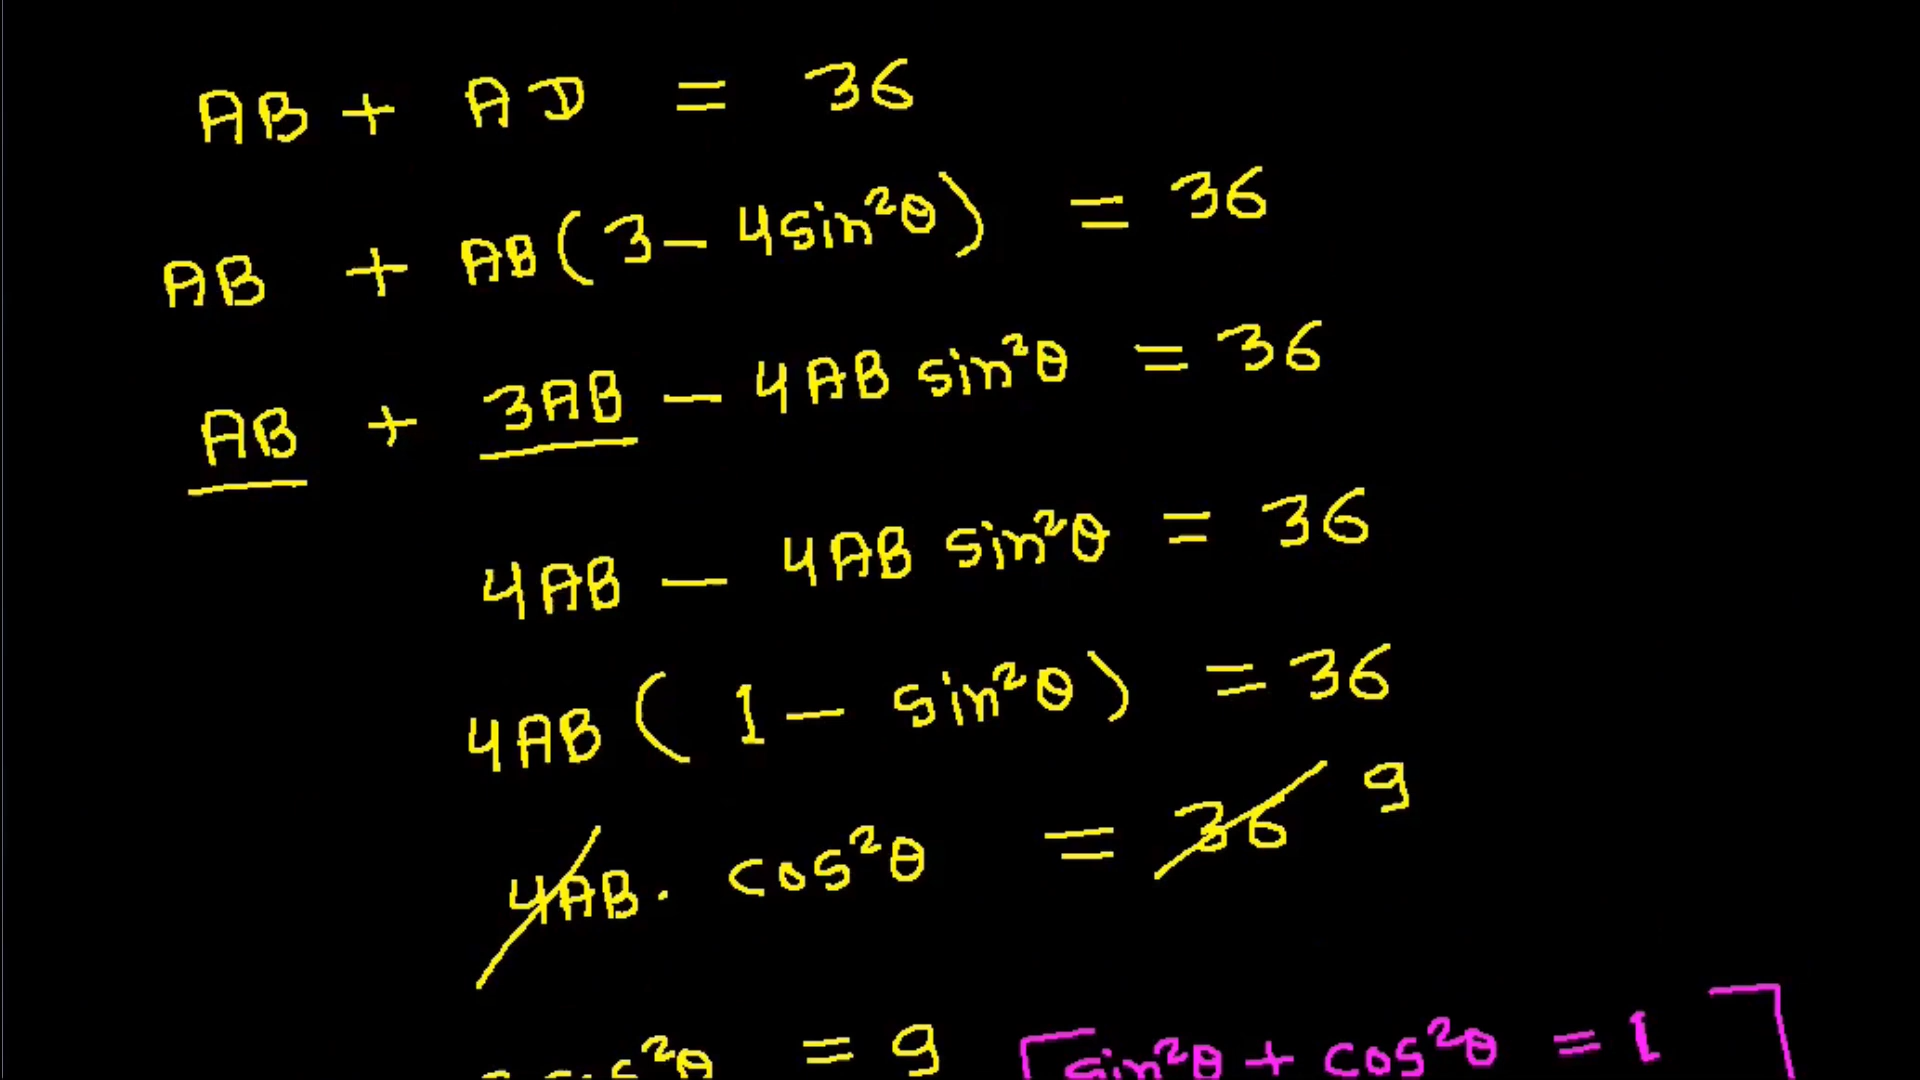 AB + AD = 36
AB + AB(3 - 4sin²θ) = 36
AB + 3AB - 4AB sin²θ = 36
4AB - 4AB sin²θ = 36
4AB(1 - sin²θ) = 36
4AB. cos²θ = 36 9
cos²θ = 9 [sin²θ + cos²θ = 1]